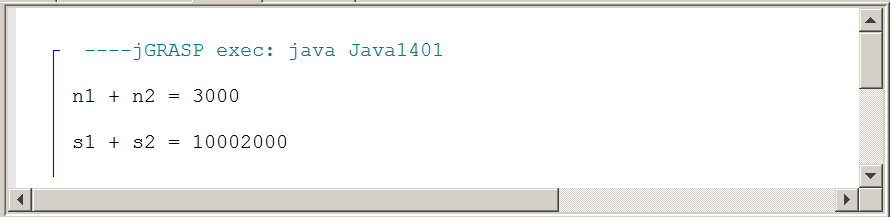 ----jGRASP exec: java Java1401
n1 + n2 = 3000
s1 + s2 = 10002000